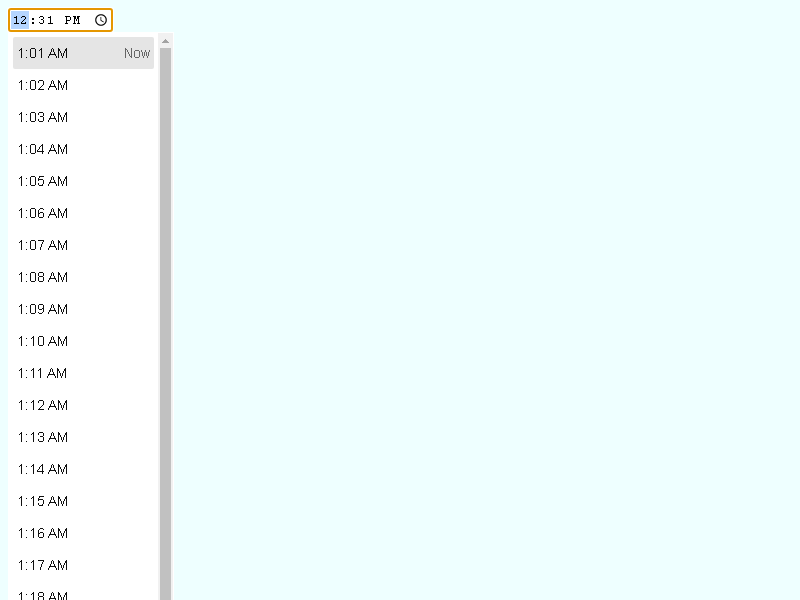 12:31 PM
1:01 AM Now
1:02 AM
1:03 AM
1:04 AM
1:05 AM
1:06 AM
1:07 AM
1:08 AM
1:09 AM
1:10 AM
1:11 AM
1:12 AM
1:13 AM
1:14 AM
1:15 AM
1:16 AM
1:17 AM
1:18 AM